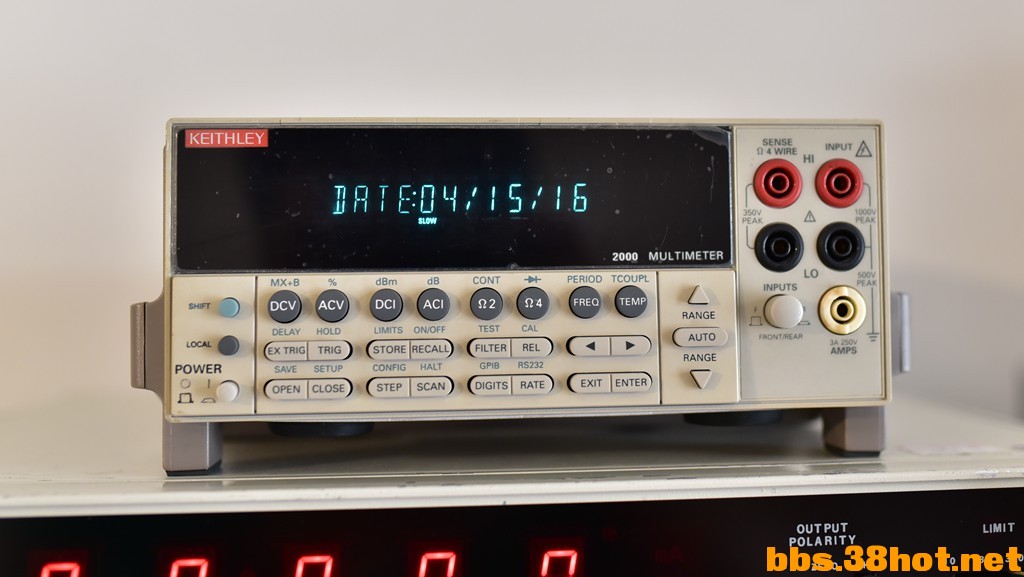 KEITHLEY
DATE:04/15/16
SLOW
2000 MULTIMETER
SENSE
Ω 4 WIRE
INPUT
HI
350V
PEAK
1000V
PEAK
LO
500V
PEAK
INPUTS
F
R
FRONT/REAR
3A 250V
AMPS
MX+B % dBm dB CONT PERIOD TCOUPL
SHIFT
DCV ACV DCI ACI Ω2 Ω4 FREQ TEMP
DELAY HOLD LIMITS ON/OFF TEST CAL
LOCAL
EX TRIG TRIG STORE RECALL FILTER REL
SAVE SETUP CONFIG HALT GPIB RS232
POWER
OPEN CLOSE STEP SCAN DIGITS RATE EXIT ENTER
RANGE
AUTO
RANGE
OUTPUT
POLARITY
LIMIT
bbs.38hot.net